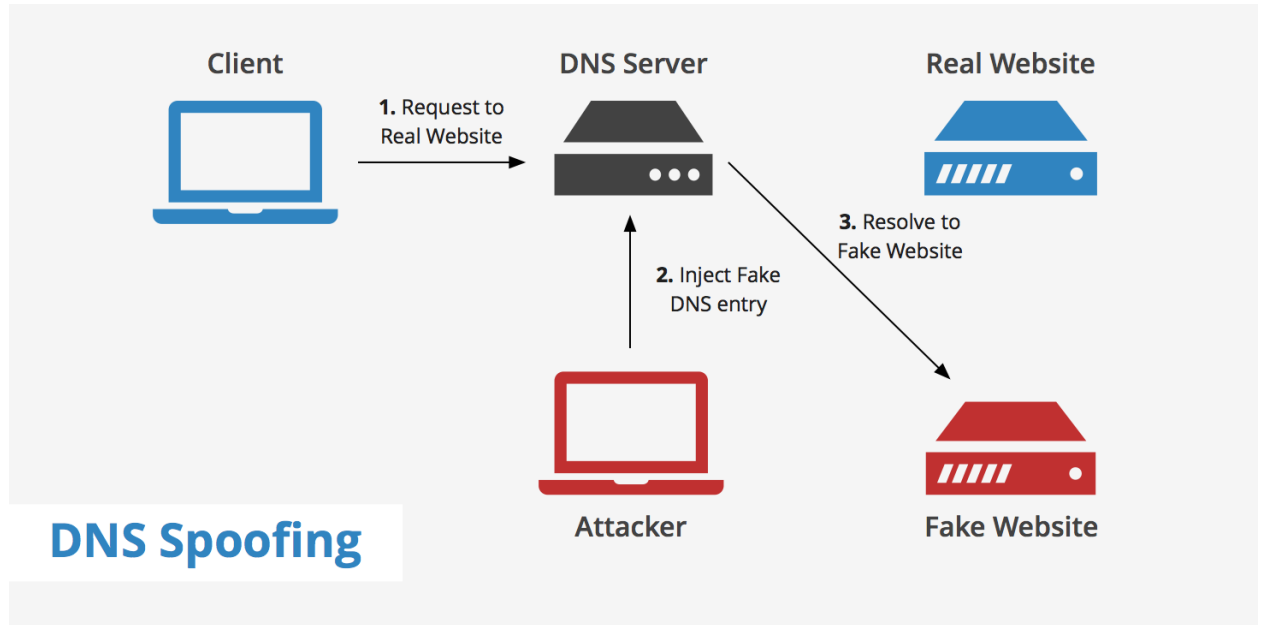 Client
DNS Server
Real Website
1. Request to
Real Website
3. Resolve to
Fake Website
2. Inject Fake
DNS entry
Attacker
Fake Website
DNS Spoofing